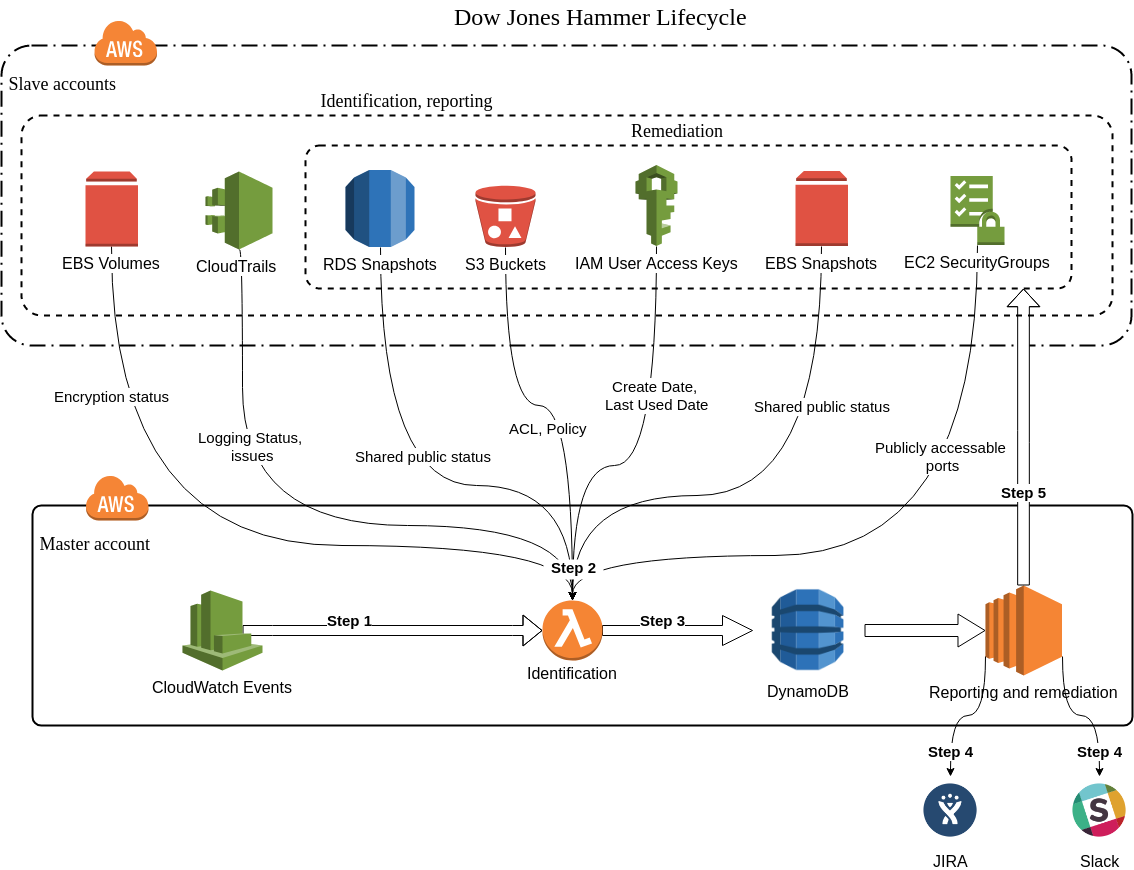 Dow Jones Hammer Lifecycle
AWS
Slave accounts
Identification, reporting
Remediation
EBS Volumes
CloudTrails
RDS Snapshots
S3 Buckets
IAM User Access Keys
EBS Snapshots
EC2 SecurityGroups
Encryption status
Logging Status,
issues
Shared public status
ACL, Policy
Create Date,
Last Used Date
Shared public status
Publicly accessable
ports
Step 5
AWS
Master account
Step 2
Step 1
Step 3
CloudWatch Events
Identification
DynamoDB
Reporting and remediation
Step 4
Step 4
S
JIRA
Slack